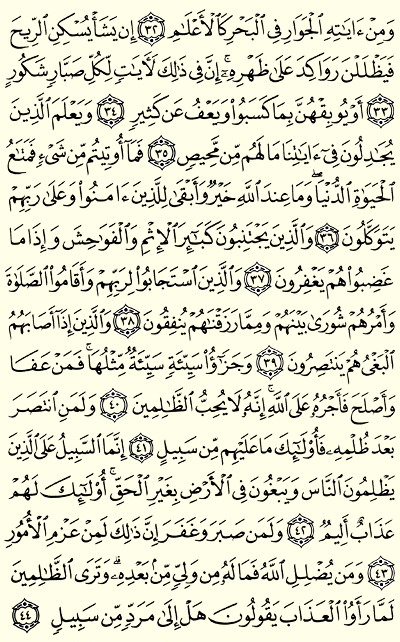 وَمِنْ ءَايَٰتِهِ ٱلْجَوَارِ فِى ٱلْبَحْرِ كَٱلْأَعْلَٰمِ ٣٢ إِن يَشَأْ يُسْكِنِ ٱلرِّيحَ
فَيَظْلَلْنَ رَوَاكِدَ عَلَىٰ ظَهْرِهِۦٓ ۚ إِنَّ فِى ذَٰلِكَ لَءَايَٰتٍ لِّكُلِّ صَبَّارٍ شَكُورٍ
٣٣ أَوْ يُوبِقْهُنَّ بِمَا كَسَبُوا۟ وَيَعْفُ عَن كَثِيرٍ ٣٤ وَيَعْلَمَ ٱلَّذِينَ
يُجَٰدِلُونَ فِىٓ ءَايَٰتِنَا مَا لَهُم مِّن مَّحِيصٍ ٣٥ فَمَآ أُوتِيتُم مِّن شَىْءٍ فَمَتَٰعُ
ٱلْحَيَوٰةِ ٱلدُّنْيَا ۖ وَمَا عِندَ ٱللَّهِ خَيْرٌ وَأَبْقَىٰ لِلَّذِينَ ءَامَنُوا۟ وَعَلَىٰ رَبِّهِمْ
يَتَوَكَّلُونَ ٣٦ وَٱلَّذِينَ يَجْتَنِبُونَ كَبَٰٓئِرَ ٱلْإِثْمِ وَٱلْفَوَٰحِشَ وَإِذَا مَا
غَضِبُوا۟ هُمْ يَغْفِرُونَ ٣٧ وَٱلَّذِينَ ٱسْتَجَابُوا۟ لِرَبِّهِمْ وَأَقَامُوا۟ ٱلصَّلَوٰةَ
وَأَمْرُهُمْ شُورَىٰ بَيْنَهُمْ وَمِمَّا رَزَقْنَٰهُمْ يُنفِقُونَ ٣٨ وَٱلَّذِينَ إِذَآ أَصَابَهُمُ
ٱلْبَغْىُ هُمْ يَنتَصِرُونَ ٣٩ وَجَزَٰٓؤُا۟ سَيِّئَةٍ سَيِّئَةٌ مِّثْلُهَا ۖ فَمَنْ عَفَا
وَأَصْلَحَ فَأَجْرُهُۥ عَلَى ٱللَّهِ ۚ إِنَّهُۥ لَا يُحِبُّ ٱلظَّٰلِمِينَ ٤٠ وَلَمَنِ ٱنتَصَرَ
بَعْدَ ظُلْمِهِۦ فَأُو۟لَٰٓئِكَ مَا عَلَيْهِم مِّن سَبِيلٍ ٤١ إِنَّمَا ٱلسَّبِيلُ عَلَى ٱلَّذِينَ
يَظْلِمُونَ ٱلنَّاسَ وَيَبْغُونَ فِى ٱلْأَرْضِ بِغَيْرِ ٱلْحَقِّ ۚ أُو۟لَٰٓئِكَ لَهُمْ
عَذَابٌ أَلِيمٌ ٤٢ وَلَمَن صَبَرَ وَغَفَرَ إِنَّ ذَٰلِكَ لَمِنْ عَزْمِ ٱلْأُمُورِ
٤٣ وَمَن يُضْلِلِ ٱللَّهُ فَمَا لَهُۥ مِن وَلِىٍّ مِّنۢ بَعْدِهِۦ ۗ وَتَرَى ٱلظَّٰلِمِينَ
لَمَّا رَأَوُا۟ ٱلْعَذَابَ يَقُولُونَ هَلْ إِلَىٰ مَرَدٍّ مِّن سَبِيلٍ ٤٤